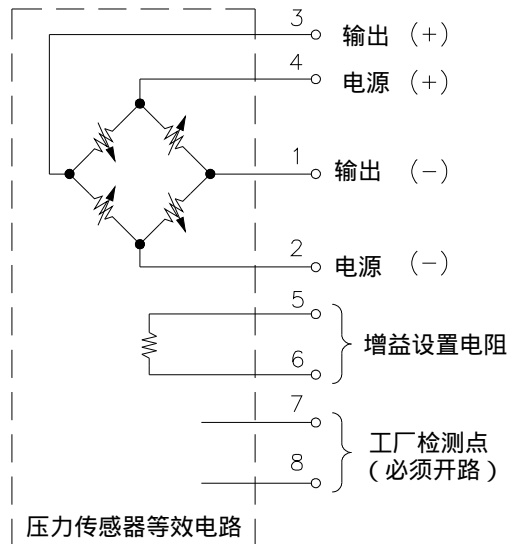 3 输出 (+)
4 电源 (+)
1 输出 (-)
2 电源 (-)
5
增益设置电阻
6
7
工厂检测点
(必须开路)
8
压力传感器等效电路